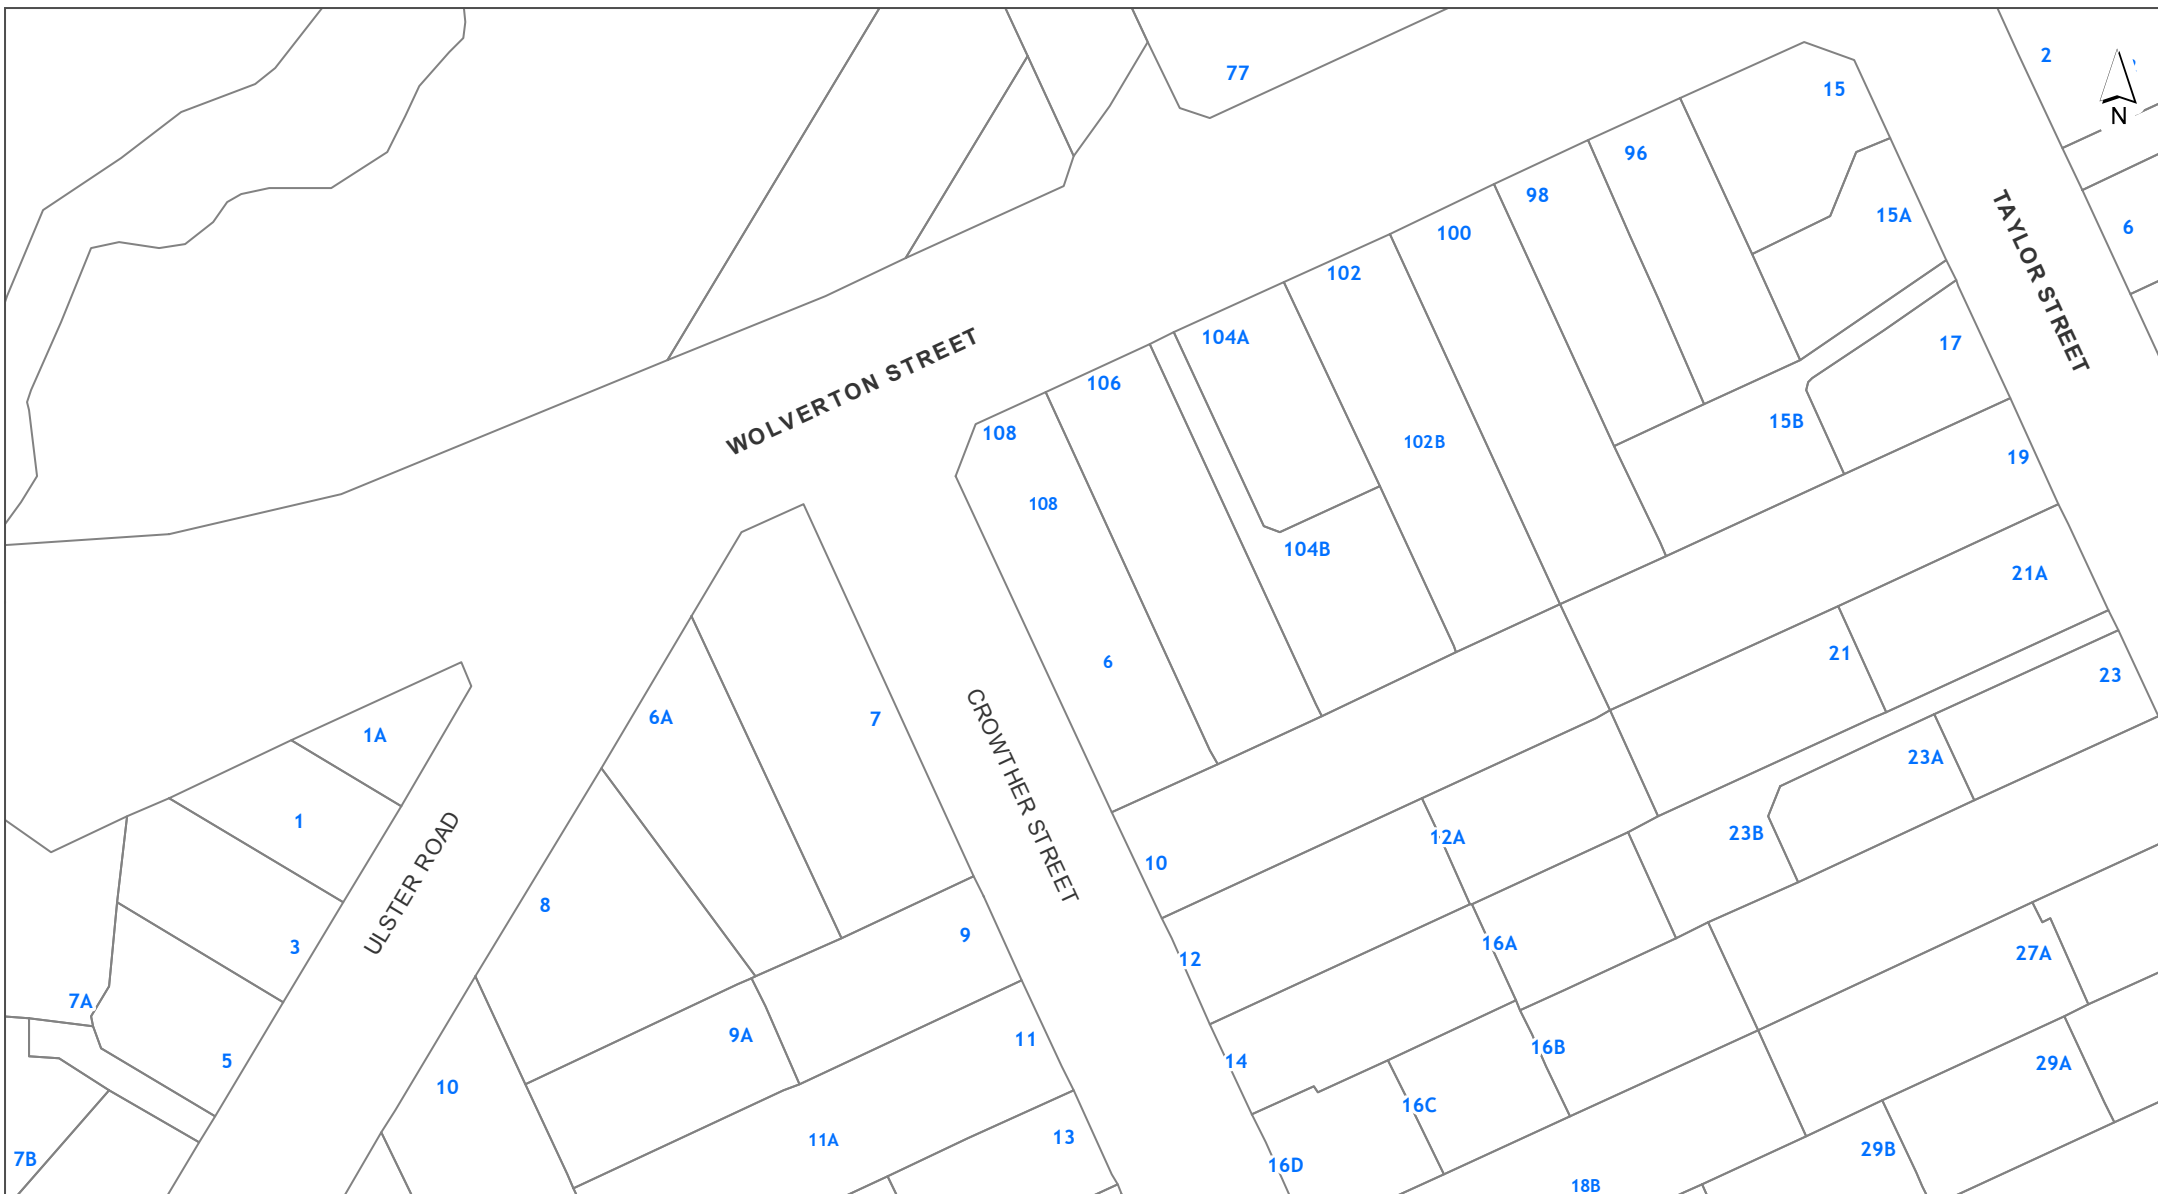 77
2
N
15
96
98
15A
6
100
102
TAYLOR STREET
104A
17
WOLVERTON STREET
106
15B
108
102B
19
108
104B
21A
6
21
23
6A
7
1A
CROWTHER STREET
23A
1
12A
23B
ULSTER ROAD
10
8
9
16A
3
12
27A
7A
9A
11
16B
5
14
29A
10
16C
11A
13
29B
7B
16D
18B